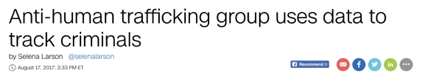 Anti-human trafficking group uses data to
track criminals
by Selena Larson @selenalarson
August 17, 2017: 3:33 PM ET
Recommend